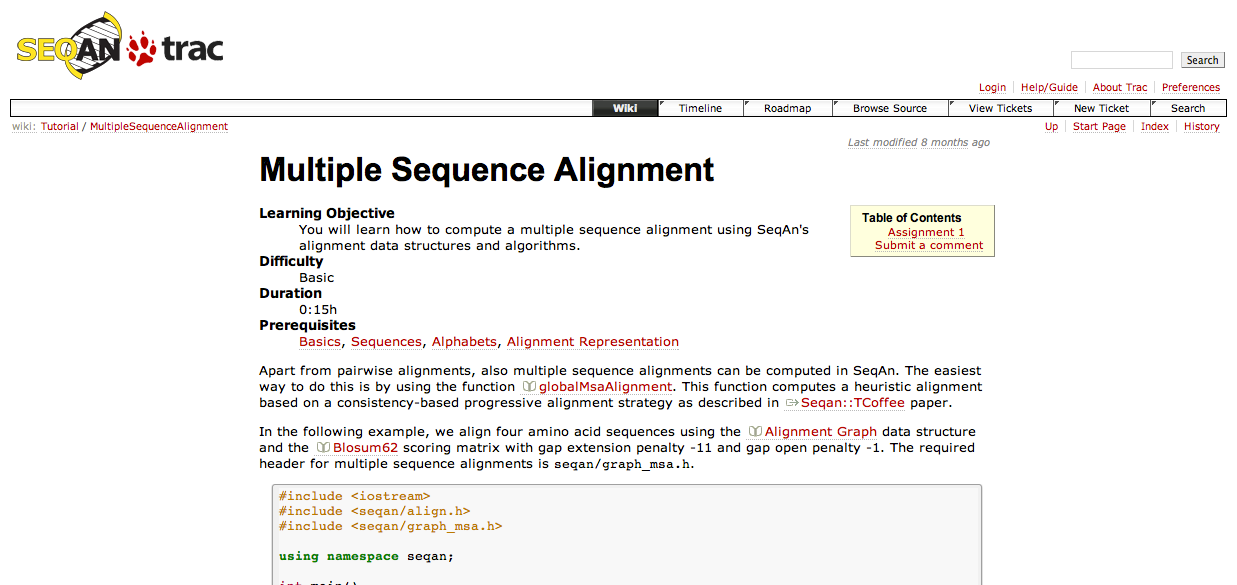 SEQAN trac
Search
Login Help/Guide About Trac Preferences
Wiki Timeline Roadmap Browse Source View Tickets New Ticket Search
wiki: Tutorial / MultipleSequenceAlignment
Up Start Page Index History
Last modified 8 months ago
Multiple Sequence Alignment
Learning Objective
You will learn how to compute a multiple sequence alignment using SeqAn's
alignment data structures and algorithms.
Difficulty
Basic
Duration
0:15h
Prerequisites
Basics, Sequences, Alphabets, Alignment Representation
Table of Contents
Assignment 1
Submit a comment
Apart from pairwise alignments, also multiple sequence alignments can be computed in SeqAn. The easiest
way to do this is by using the function globalMsaAlignment. This function computes a heuristic alignment
based on a consistency-based progressive alignment strategy as described in Seqan::TCoffee paper.
In the following example, we align four amino acid sequences using the Alignment Graph data structure
and the Blosum62 scoring matrix with gap extension penalty -11 and gap open penalty -1. The required
header for multiple sequence alignments is seqan/graph_msa.h.
#include <iostream>
#include <seqan/align.h>
#include <seqan/graph_msa.h>
using namespace seqan;
int main()